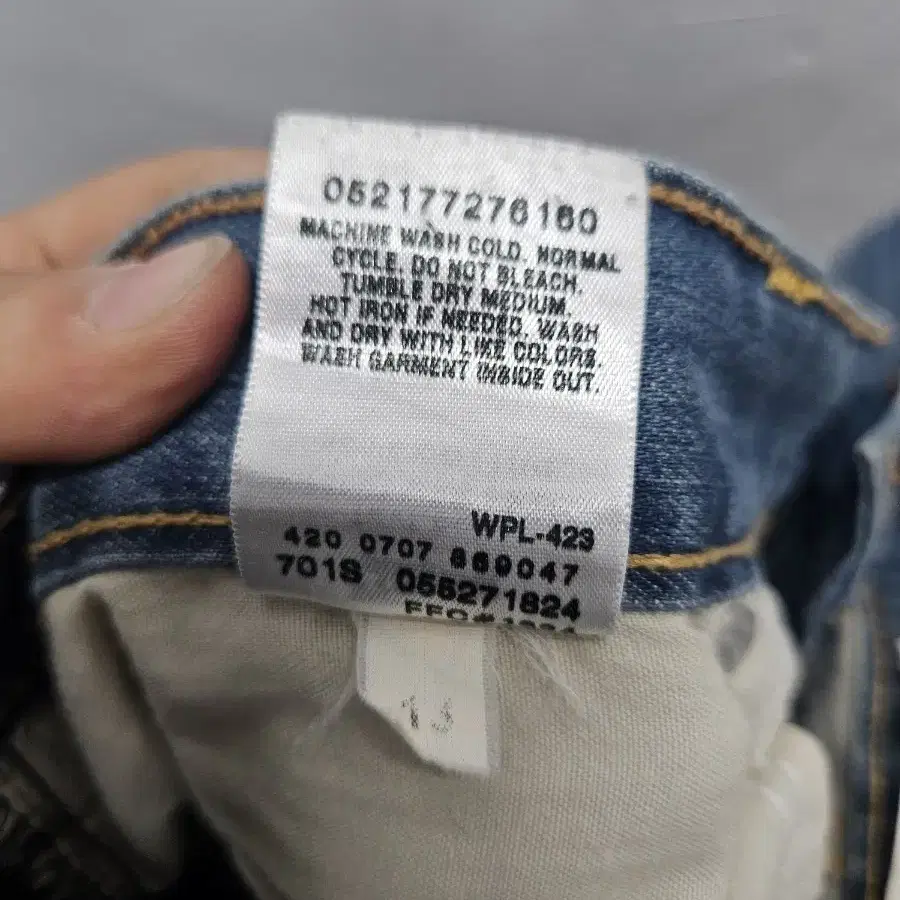 052177276160
MACHINE WASH COLD, NORMAL
CYCLE. DO NOT BLEACH.
TUMBLE DRY MEDIUM.
HOT IRON IF NEEDED. WASH
AND DRY WITH LIKE COLORS.
WASH GARMENT INSIDE OUT.
WPL-423
420 0707 869047
701S 055271824